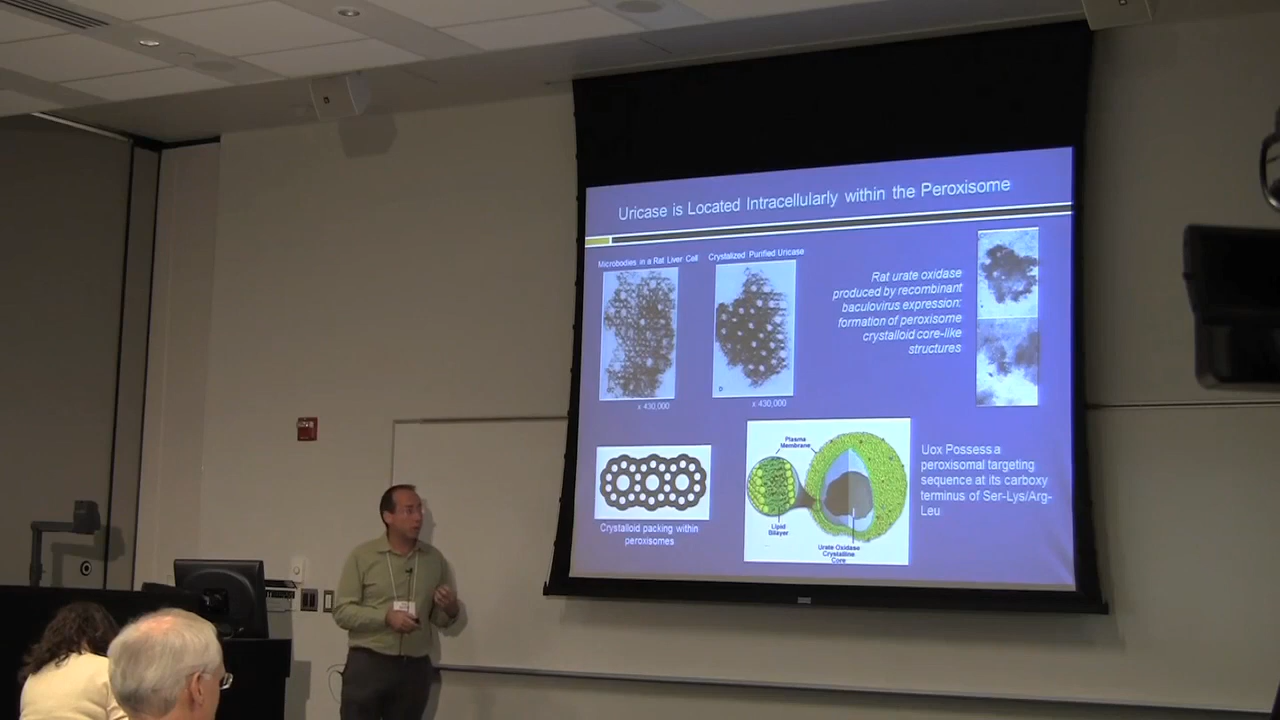 Uricase is Located Intracellularly within the Peroxisome
Microbodies in a Rat Liver Cell
Crystalized Purified Uricase
x 430,000
D
x 430,000
Rat urate oxidase
produced by recombinant
baculovirus expression:
formation of peroxisome
crystalloid core-like
structures
Crystalloid packing within
peroxisomes
Plasma
Membrane
Lipid
Bilayer
Urate Oxidase
Crystalline
Core
Uox Possess a
peroxisomal targeting
sequence at its carboxy
terminus of Ser-Lys/Arg-
Leu